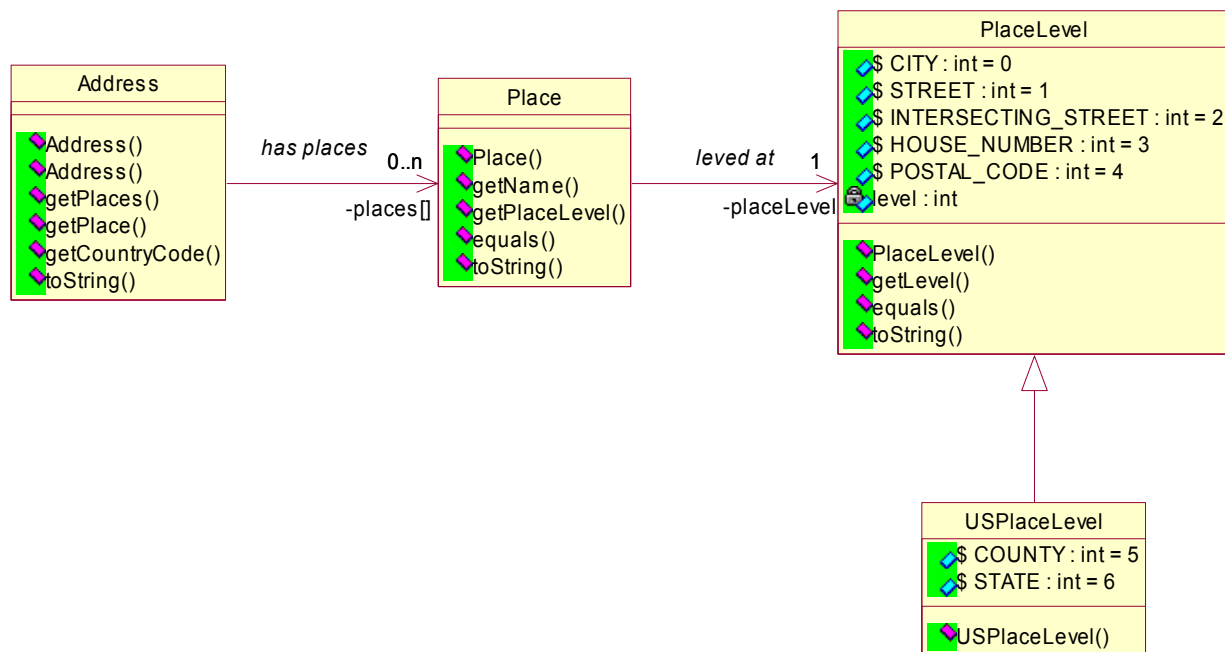 Address
Address()
Address()
getPlaces()
getPlace()
getCountryCode()
toString()
has places
0..n
-places[]
Place
Place()
getName()
getPlaceLevel()
equals()
toString()
leved at
1
-placeLevel
PlaceLevel
$ CITY : int = 0
$ STREET : int = 1
$ INTERSECTING_STREET : int = 2
$ HOUSE_NUMBER : int = 3
$ POSTAL_CODE : int = 4
level : int
PlaceLevel()
getLevel()
equals()
toString()
USPlaceLevel
$ COUNTY : int = 5
$ STATE : int = 6
USPlaceLevel()